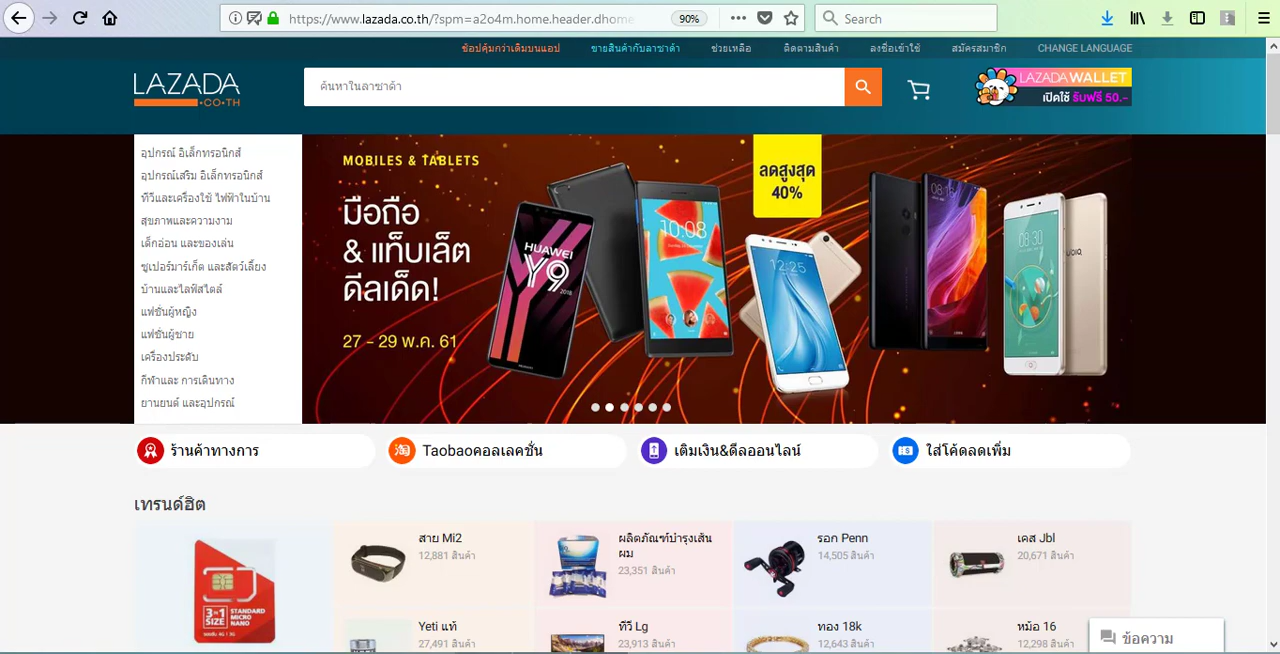 https://www.lazada.co.th/?spm=a2o4m.home.header.dhome
90%
Search
ช้อปคุ้มกว่าเดิมบนแอป
ขายสินค้ากับลาซาด้า
ช่วยเหลือ
ติดตามสินค้า
ลงชื่อเข้าใช้
สมัครสมาชิก
CHANGE LANGUAGE
LAZADA
.CO.TH
ค้นหาในลาซาด้า
LAZADA WALLET
เปิดใช้ รับฟรี 50.-
อุปกรณ์ อิเล็กทรอนิกส์
อุปกรณ์เสริม อิเล็กทรอนิกส์
ทีวีและเครื่องใช้ ไฟฟ้าในบ้าน
สุขภาพและความงาม
เด็กอ่อน และของเล่น
ซูเปอร์มาร์เก็ต และสัตว์เลี้ยง
บ้านและไลฟ์สไตล์
แฟชั่นผู้หญิง
แฟชั่นผู้ชาย
เครื่องประดับ
กีฬาและ การเดินทาง
ยานยนต์ และอุปกรณ์
MOBILES & TABLETS
มือถือ
& แท็บเล็ต
ดีลเด็ด!
27 - 29 พ.ค. 61
ลดสูงสุด
40%
HUAWEI
Y9
2018
10:08
12:25
08:16
08:30
ร้านค้าทางการ
Taobaoคอลเลคชั่น
เติมเงิน&ดีลออนไลน์
ใส่โค้ดลดเพิ่ม
เทรนด์ฮิต
3 in 1
SIZE
STANDARD
MICRO
NANO
สาย Mi2
12,881 สินค้า
ผลิตภัณฑ์บำรุงเส้น
ผม
23,351 สินค้า
รอก Penn
14,505 สินค้า
เคส Jbl
20,671 สินค้า
Yeti แท้
27,491 สินค้า
ทีวี Lg
23,913 สินค้า
ทอง 18k
12,643 สินค้า
หม้อ 16
12,298 สินค้า
ข้อความ